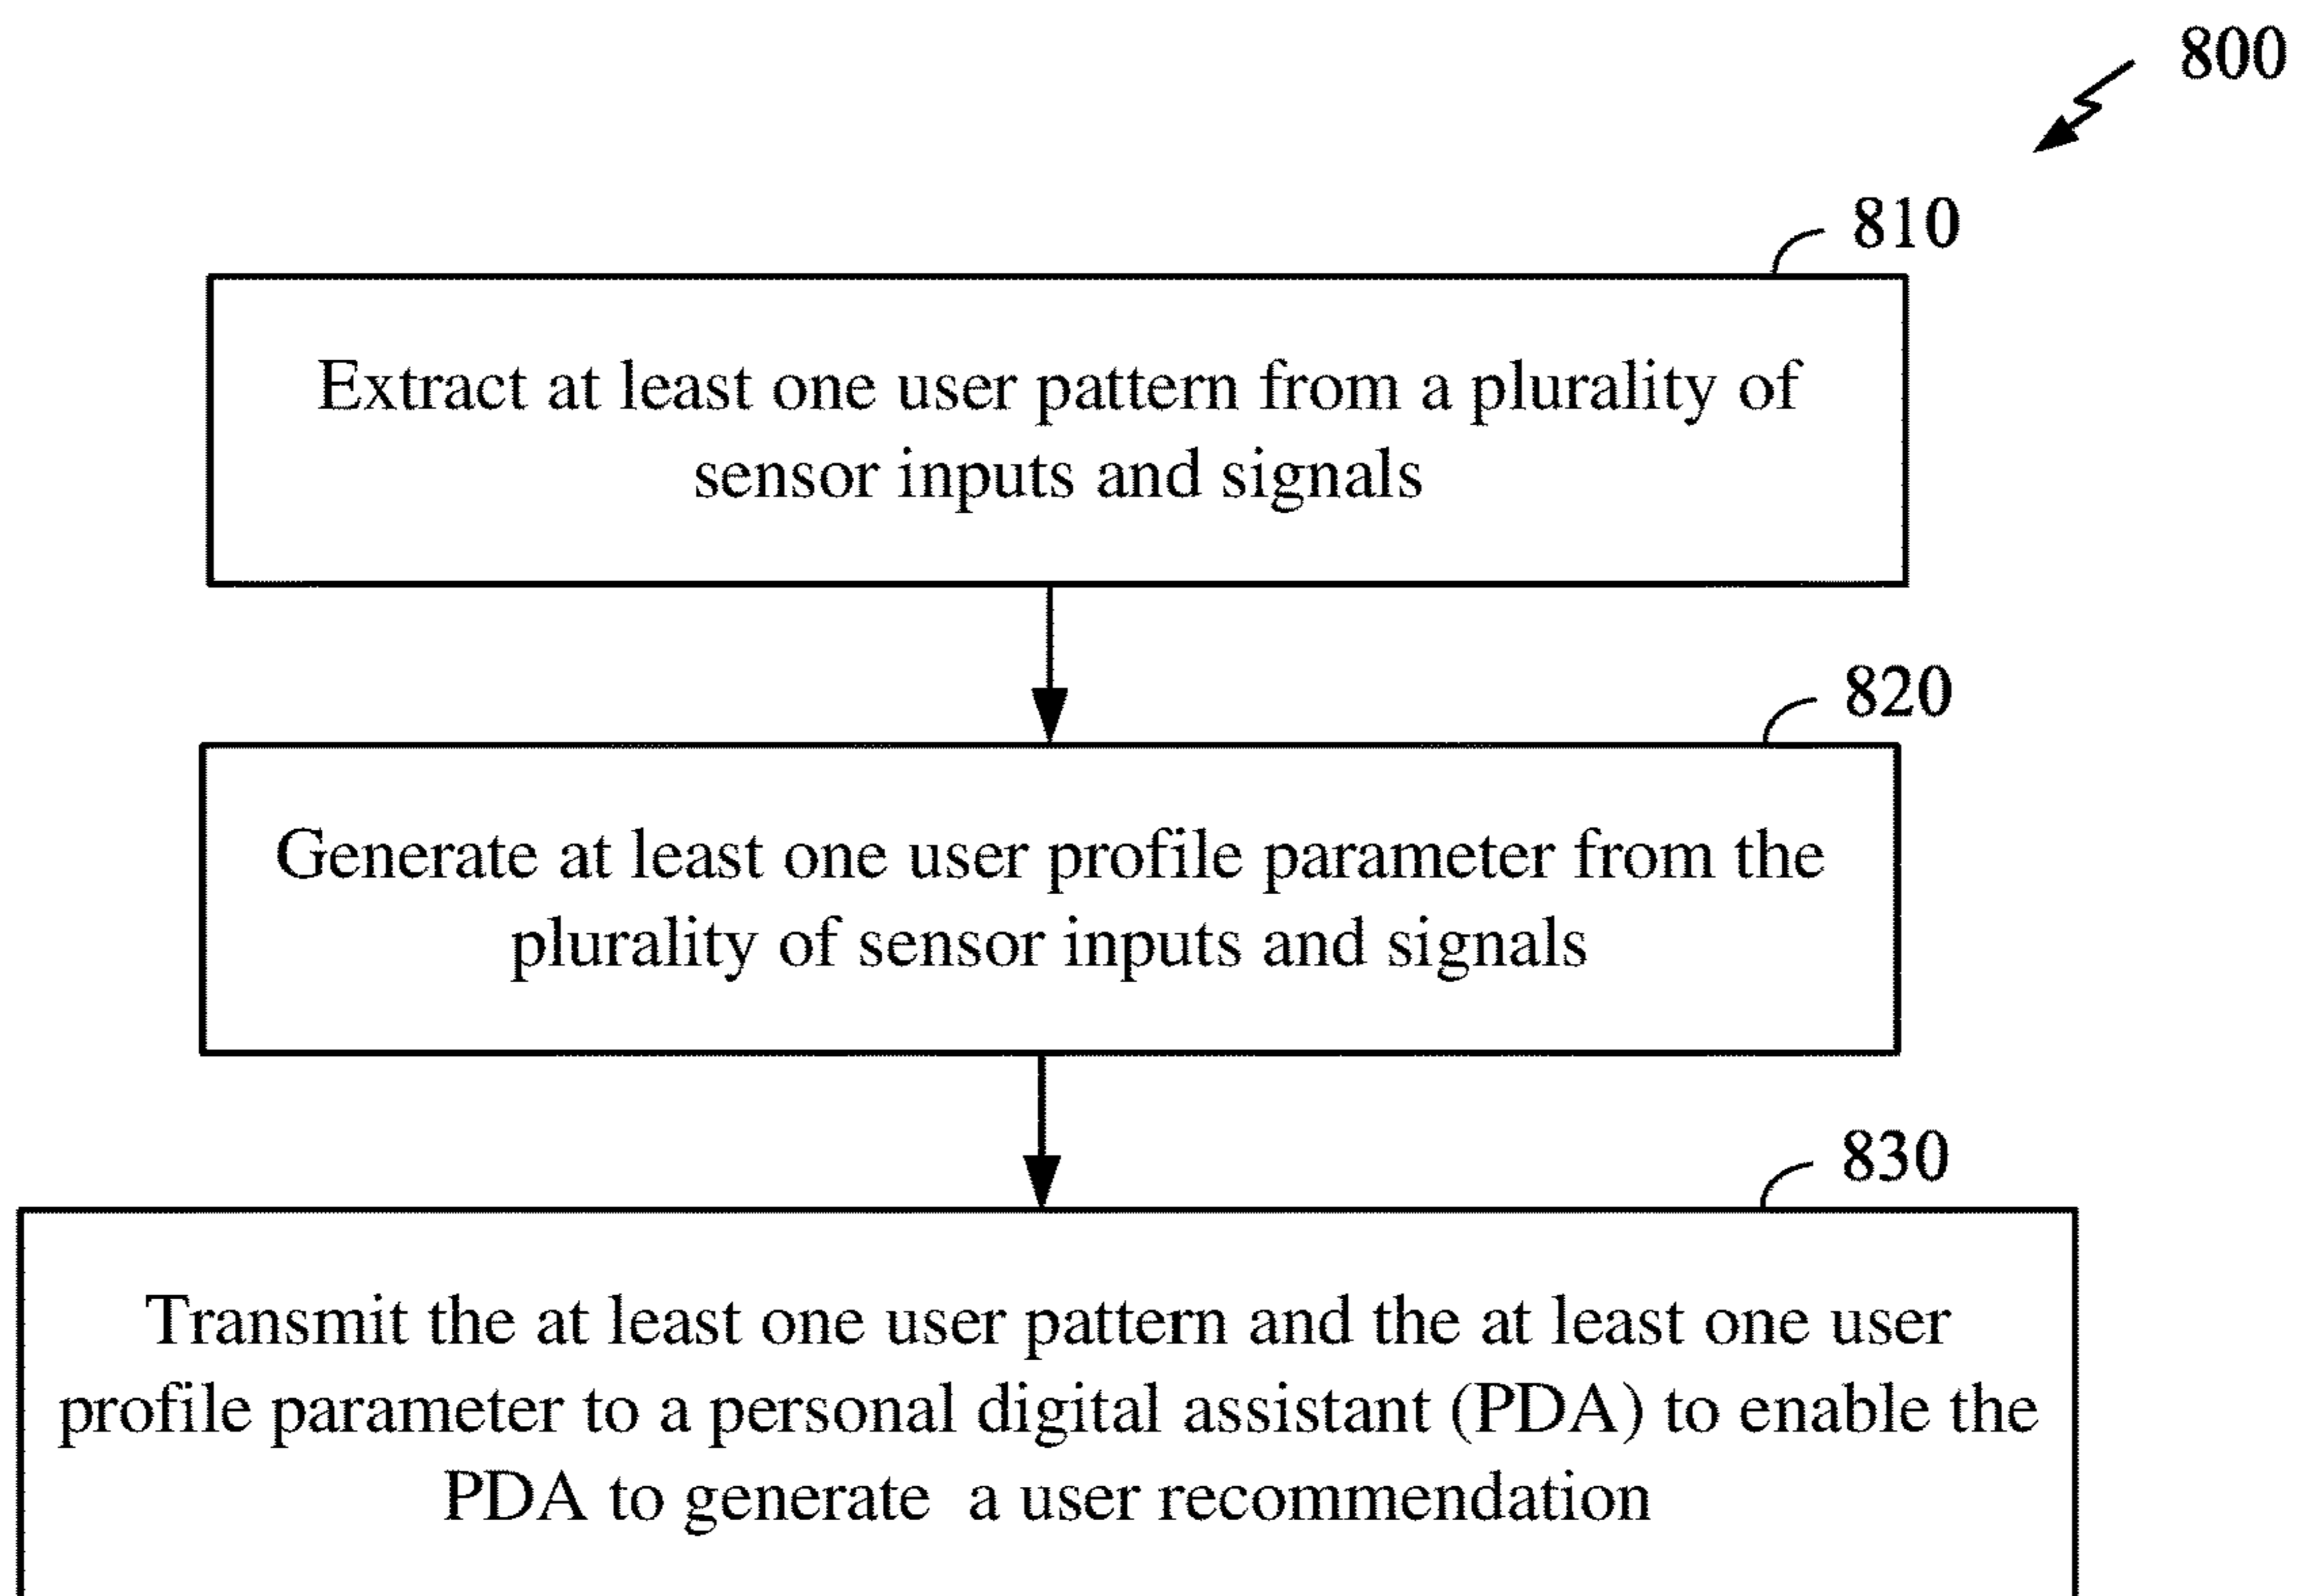 800
810
Extract at least one user pattern from a plurality of
sensor inputs and signals
820
Generate at least one user profile parameter from the
plurality of sensor inputs and signals
830
Transmit the at least one user pattern and the at least one user
profile parameter to a personal digital assistant (PDA) to enable the
PDA to generate a user recommendation